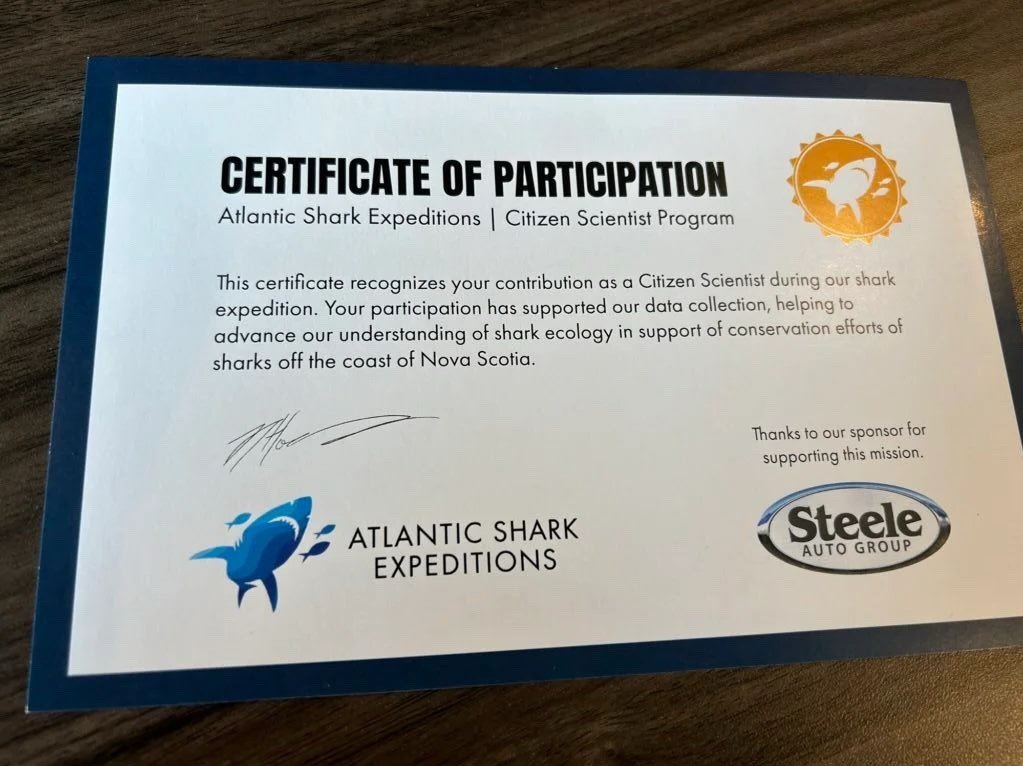 CERTIFICATE OF PARTICIPATION
Atlantic Shark Expeditions | Citizen Scientist Program
This certificate recognizes your contribution as a Citizen Scientist during our shark
expedition. Your participation has supported our data collection, helping to
advance our understanding of shark ecology in support of conservation efforts of
sharks off the coast of Nova Scotia.
Thanks to our sponsor for
supporting this mission.
ATLANTIC SHARK
EXPEDITIONS
Steele
AUTO GROUP